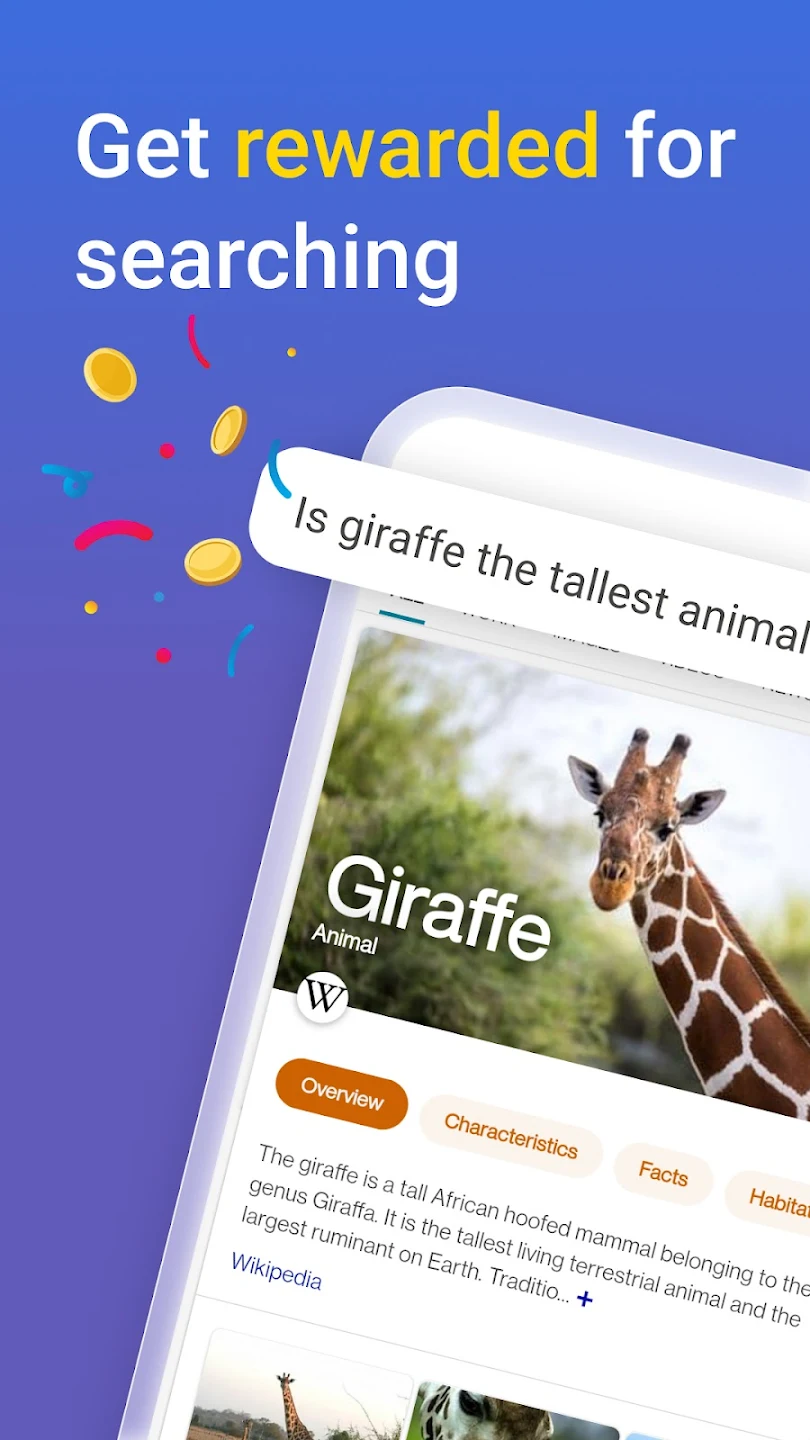 Get rewarded for
searching
Is giraffe the tallest animal
Giraffe
Animal
W
Overview
Characteristics
Facts
The giraffe is a tall African hoofed mammal belonging to the
genus Giraffa. It is the tallest living terrestrial animal and the
largest ruminant on Earth. Traditio... +
Wikipedia